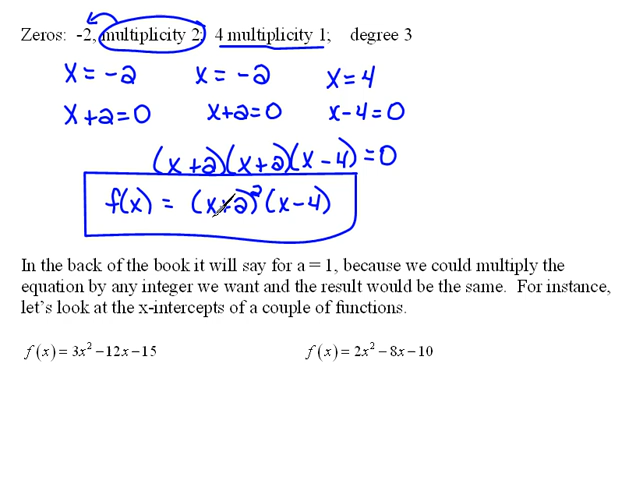 Zeros: -2, multiplicity 2; 4 multiplicity 1; degree 3
x = -2 x = -2 x = 4
x+2=0 x+2=0 x-4=0
(x+2)(x+2)(x-4)=0
f(x) = (x+2)²(x-4)
In the back of the book it will say for a = 1, because we could multiply the
equation by any integer we want and the result would be the same. For instance,
let's look at the x-intercepts of a couple of functions.
f(x) = 3x² - 12x - 15 f(x) = 2x² - 8x - 10